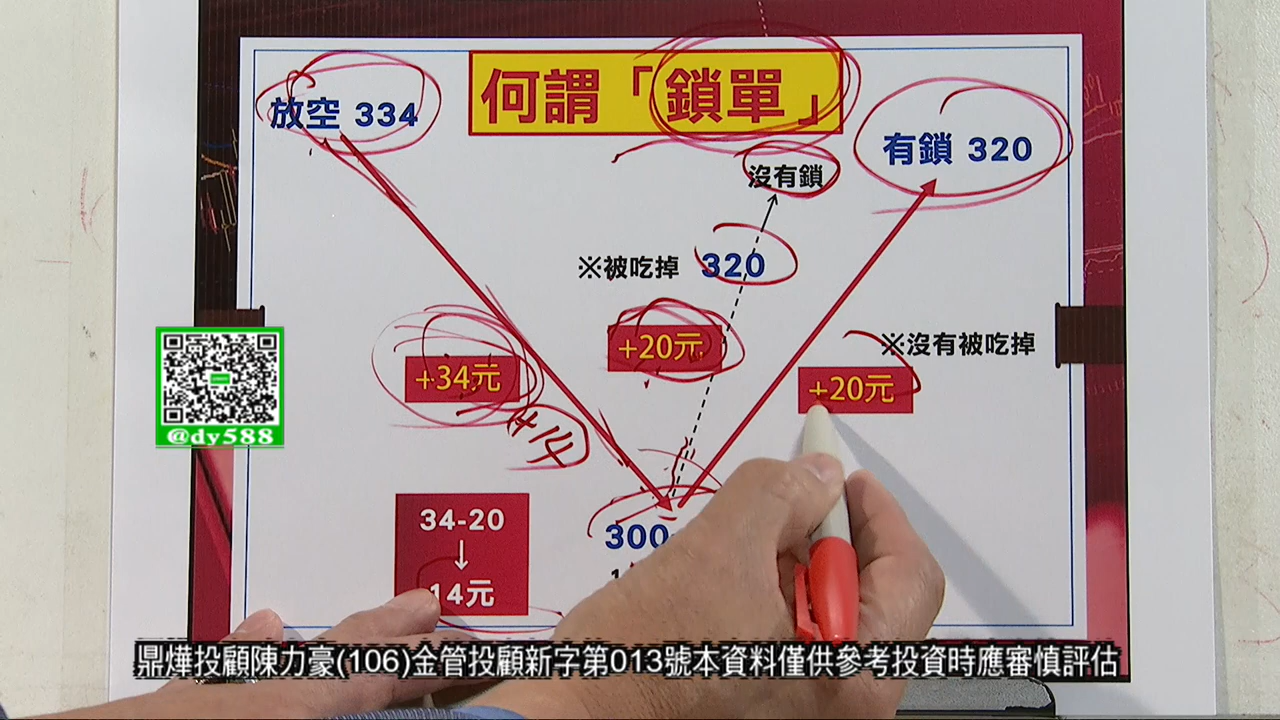 何謂「鎖單」
放空 334
有鎖 320
沒有鎖
※被吃掉 320
※沒有被吃掉
+34元
+20元
+20元
+14
34-20
↓
14元
300
@dy588
鼎燁投顧陳力豪(106)金管投顧新字第013號本資料僅供參考投資時應審慎評估